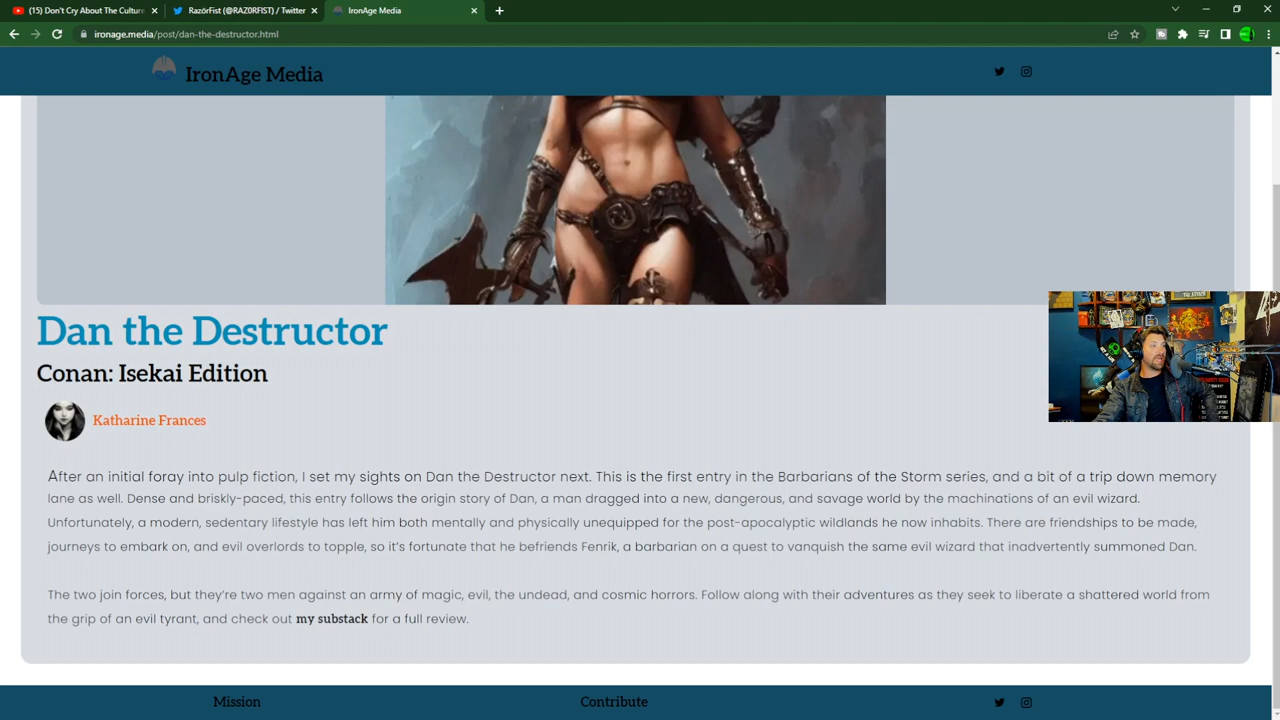 (15) Don't Cry About The Culture
RazörFist (@RAZ0RFIST) / Twitter
IronAge Media
ironage.media/post/dan-the-destructor.html
IronAge Media
Dan the Destructor
Conan: Isekai Edition
Katharine Frances
After an initial foray into pulp fiction, I set my sights on Dan the Destructor next. This is the first entry in the Barbarians of the Storm series, and a bit of a trip down memory
lane as well. Dense and briskly-paced, this entry follows the origin story of Dan, a man dragged into a new, dangerous, and savage world by the machinations of an evil wizard.
Unfortunately, a modern, sedentary lifestyle has left him both mentally and physically unequipped for the post-apocalyptic wildlands he now inhabits. There are friendships to be made,
journeys to embark on, and evil overlords to topple, so it's fortunate that he befriends Fenrik, a barbarian on a quest to vanquish the same evil wizard that inadvertently summoned Dan.
The two join forces, but they're two men against an army of magic, evil, the undead, and cosmic horrors. Follow along with their adventures as they seek to liberate a shattered world from
the grip of an evil tyrant, and check out my substack for a full review.
Mission
Contribute